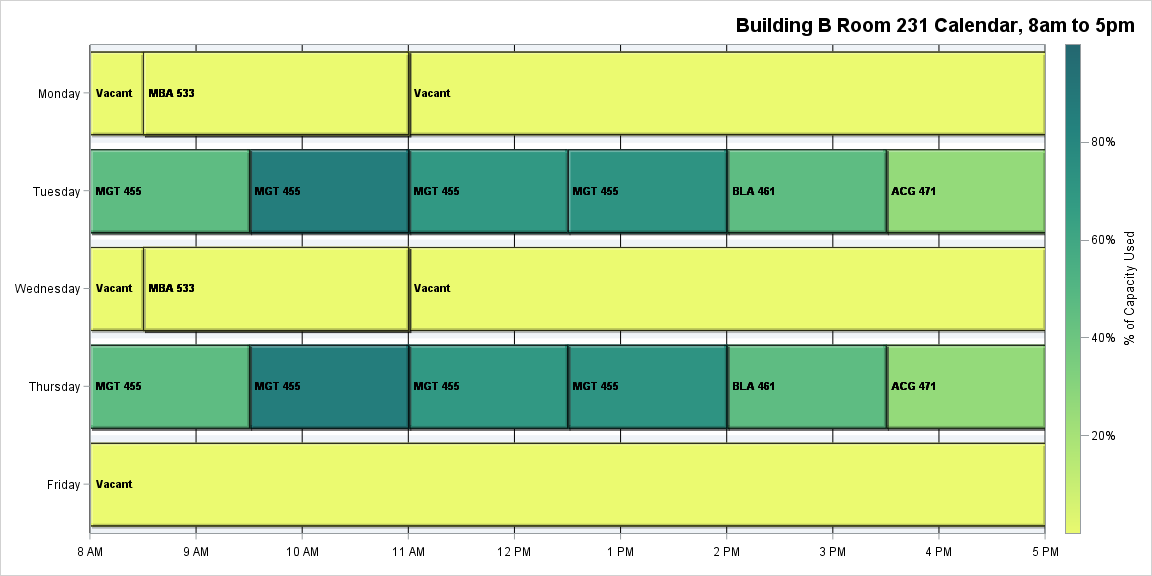 Building B Room 231 Calendar, 8am to 5pm
Monday
Vacant
MBA 533
Vacant
Tuesday
MGT 455
MGT 455
MGT 455
MGT 455
BLA 461
ACG 471
Wednesday
Vacant
MBA 533
Vacant
Thursday
MGT 455
MGT 455
MGT 455
MGT 455
BLA 461
ACG 471
Friday
Vacant
8 AM
9 AM
10 AM
11 AM
12 PM
1 PM
2 PM
3 PM
4 PM
5 PM
80%
60%
40%
20%
% of Capacity Used